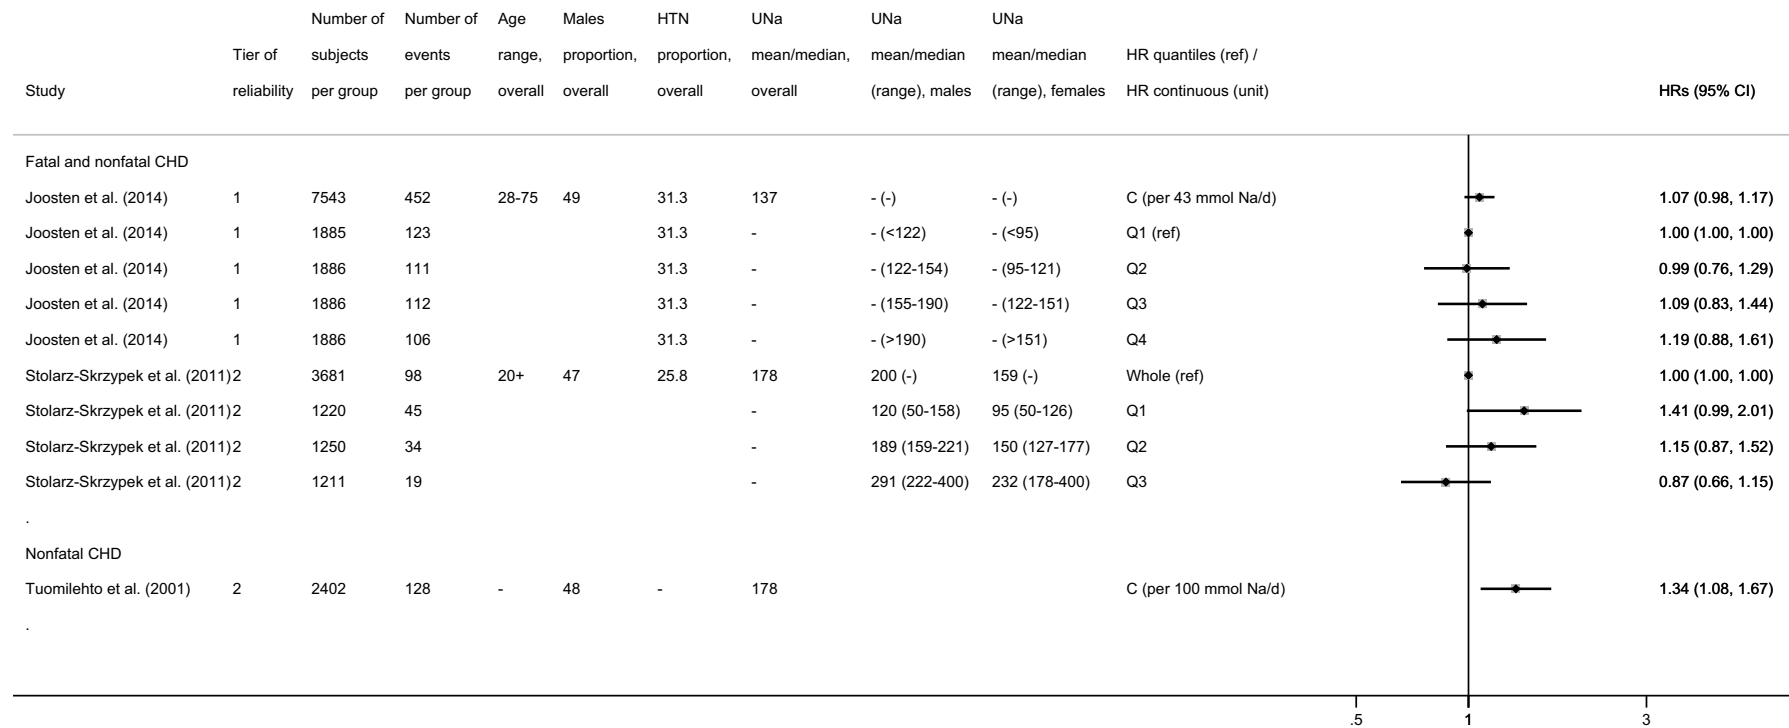 Number of Number of Age Males HTN UNa UNa UNa
Tier of subjects events range, proportion, proportion, mean/median, mean/median mean/median HR quantiles (ref) /
Study reliability per group per group overall overall overall overall (range), males (range), females HR continuous (unit) HRs (95% CI)
Fatal and nonfatal CHD
Joosten et al. (2014) 1 7543 452 28-75 49 31.3 137 - (-) - (-) C (per 43 mmol Na/d) 1.07 (0.98, 1.17)
Joosten et al. (2014) 1 1885 123 31.3 - - (<122) - (<95) Q1 (ref) 1.00 (1.00, 1.00)
Joosten et al. (2014) 1 1886 111 31.3 - - (122-154) - (95-121) Q2 0.99 (0.76, 1.29)
Joosten et al. (2014) 1 1886 112 31.3 - - (155-190) - (122-151) Q3 1.09 (0.83, 1.44)
Joosten et al. (2014) 1 1886 106 31.3 - - (>190) - (>151) Q4 1.19 (0.88, 1.61)
Stolarz-Skrzypek et al. (2011) 2 3681 98 20+ 47 25.8 178 200 (-) 159 (-) Whole (ref) 1.00 (1.00, 1.00)
Stolarz-Skrzypek et al. (2011) 2 1220 45 - 120 (50-158) 95 (50-126) Q1 1.41 (0.99, 2.01)
Stolarz-Skrzypek et al. (2011) 2 1250 34 - 189 (159-221) 150 (127-177) Q2 1.15 (0.87, 1.52)
Stolarz-Skrzypek et al. (2011) 2 1211 19 - 291 (222-400) 232 (178-400) Q3 0.87 (0.66, 1.15)
.
Nonfatal CHD
Tuomilehto et al. (2001) 2 2402 128 - 48 - 178 C (per 100 mmol Na/d) 1.34 (1.08, 1.67)
.
.5 1 3